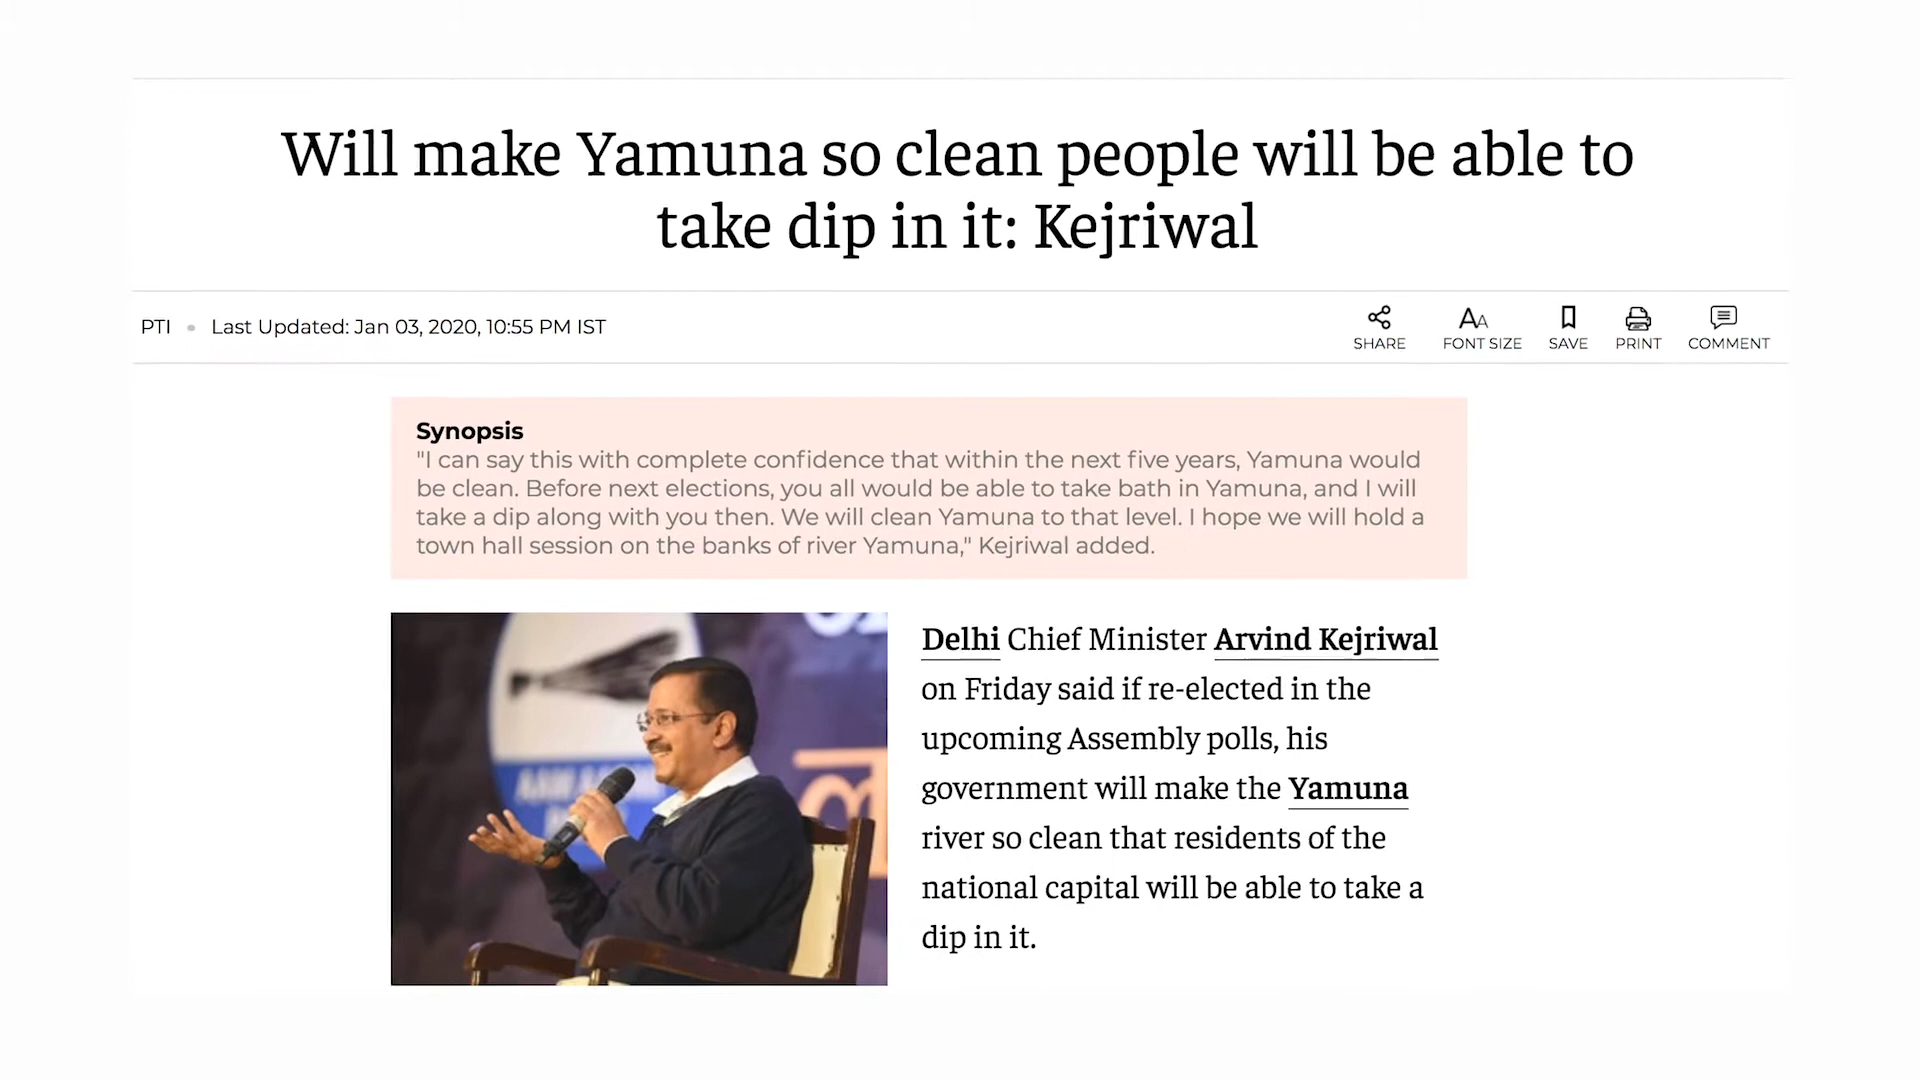 Will make Yamuna so clean people will be able to
take dip in it: Kejriwal
PTI • Last Updated: Jan 03, 2020, 10:55 PM IST
SHARE
FONT SIZE
SAVE
PRINT
COMMENT
Synopsis
"I can say this with complete confidence that within the next five years, Yamuna would
be clean. Before next elections, you all would be able to take bath in Yamuna, and I will
take a dip along with you then. We will clean Yamuna to that level. I hope we will hold a
town hall session on the banks of river Yamuna," Kejriwal added.
Delhi Chief Minister Arvind Kejriwal
on Friday said if re-elected in the
upcoming Assembly polls, his
government will make the Yamuna
river so clean that residents of the
national capital will be able to take a
dip in it.